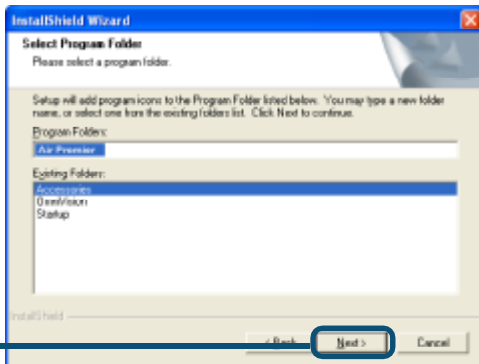 InstallShield Wizard
Select Program Folder
Please select a program folder.
Setup will add program icons to the Program Folder listed below. You may type a new folder
name, or select one from the existing folders list. Click Next to continue.
Program Folders:
Air Premier
Existing Folders:
Accessories
OmniVision
Startup
InstallShield
< Back Next > Cancel